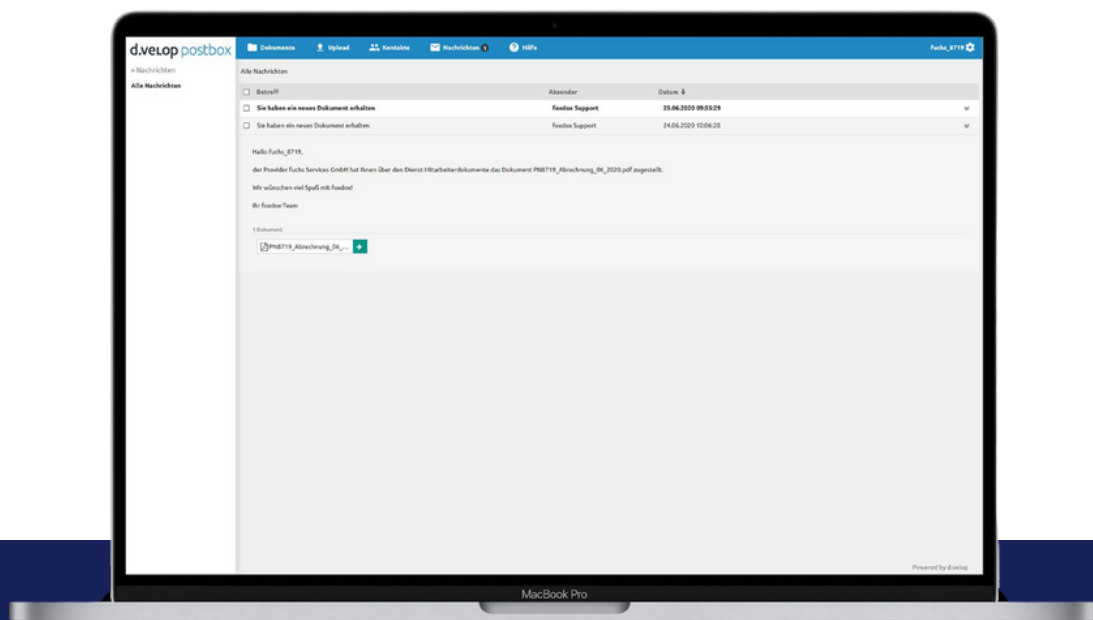 d.velop postbox
Dokumente Upload Kontakte Nachrichten 1 Hilfe fuchs_8719
« Nachrichten
Alle Nachrichten
Alle Nachrichten
Betreff Absender Datum
Sie haben ein neues Dokument erhalten Foxdox Support 25.06.2020 09:55:29
Sie haben ein neues Dokument erhalten Foxdox Support 24.06.2020 10:06:28
Hallo fuchs_8719,
der Provider Fuchs Services GmbH hat Ihnen über den Dienst Mitarbeiterdokumente das Dokument PN8719_Abrechnung_06_2020.pdf zugestellt.
Wir wünschen viel Spaß mit Foxdox!
Ihr Foxdox-Team
1 Dokument
PN8719_Abrechnung_06_...
Powered by d.velop
MacBook Pro